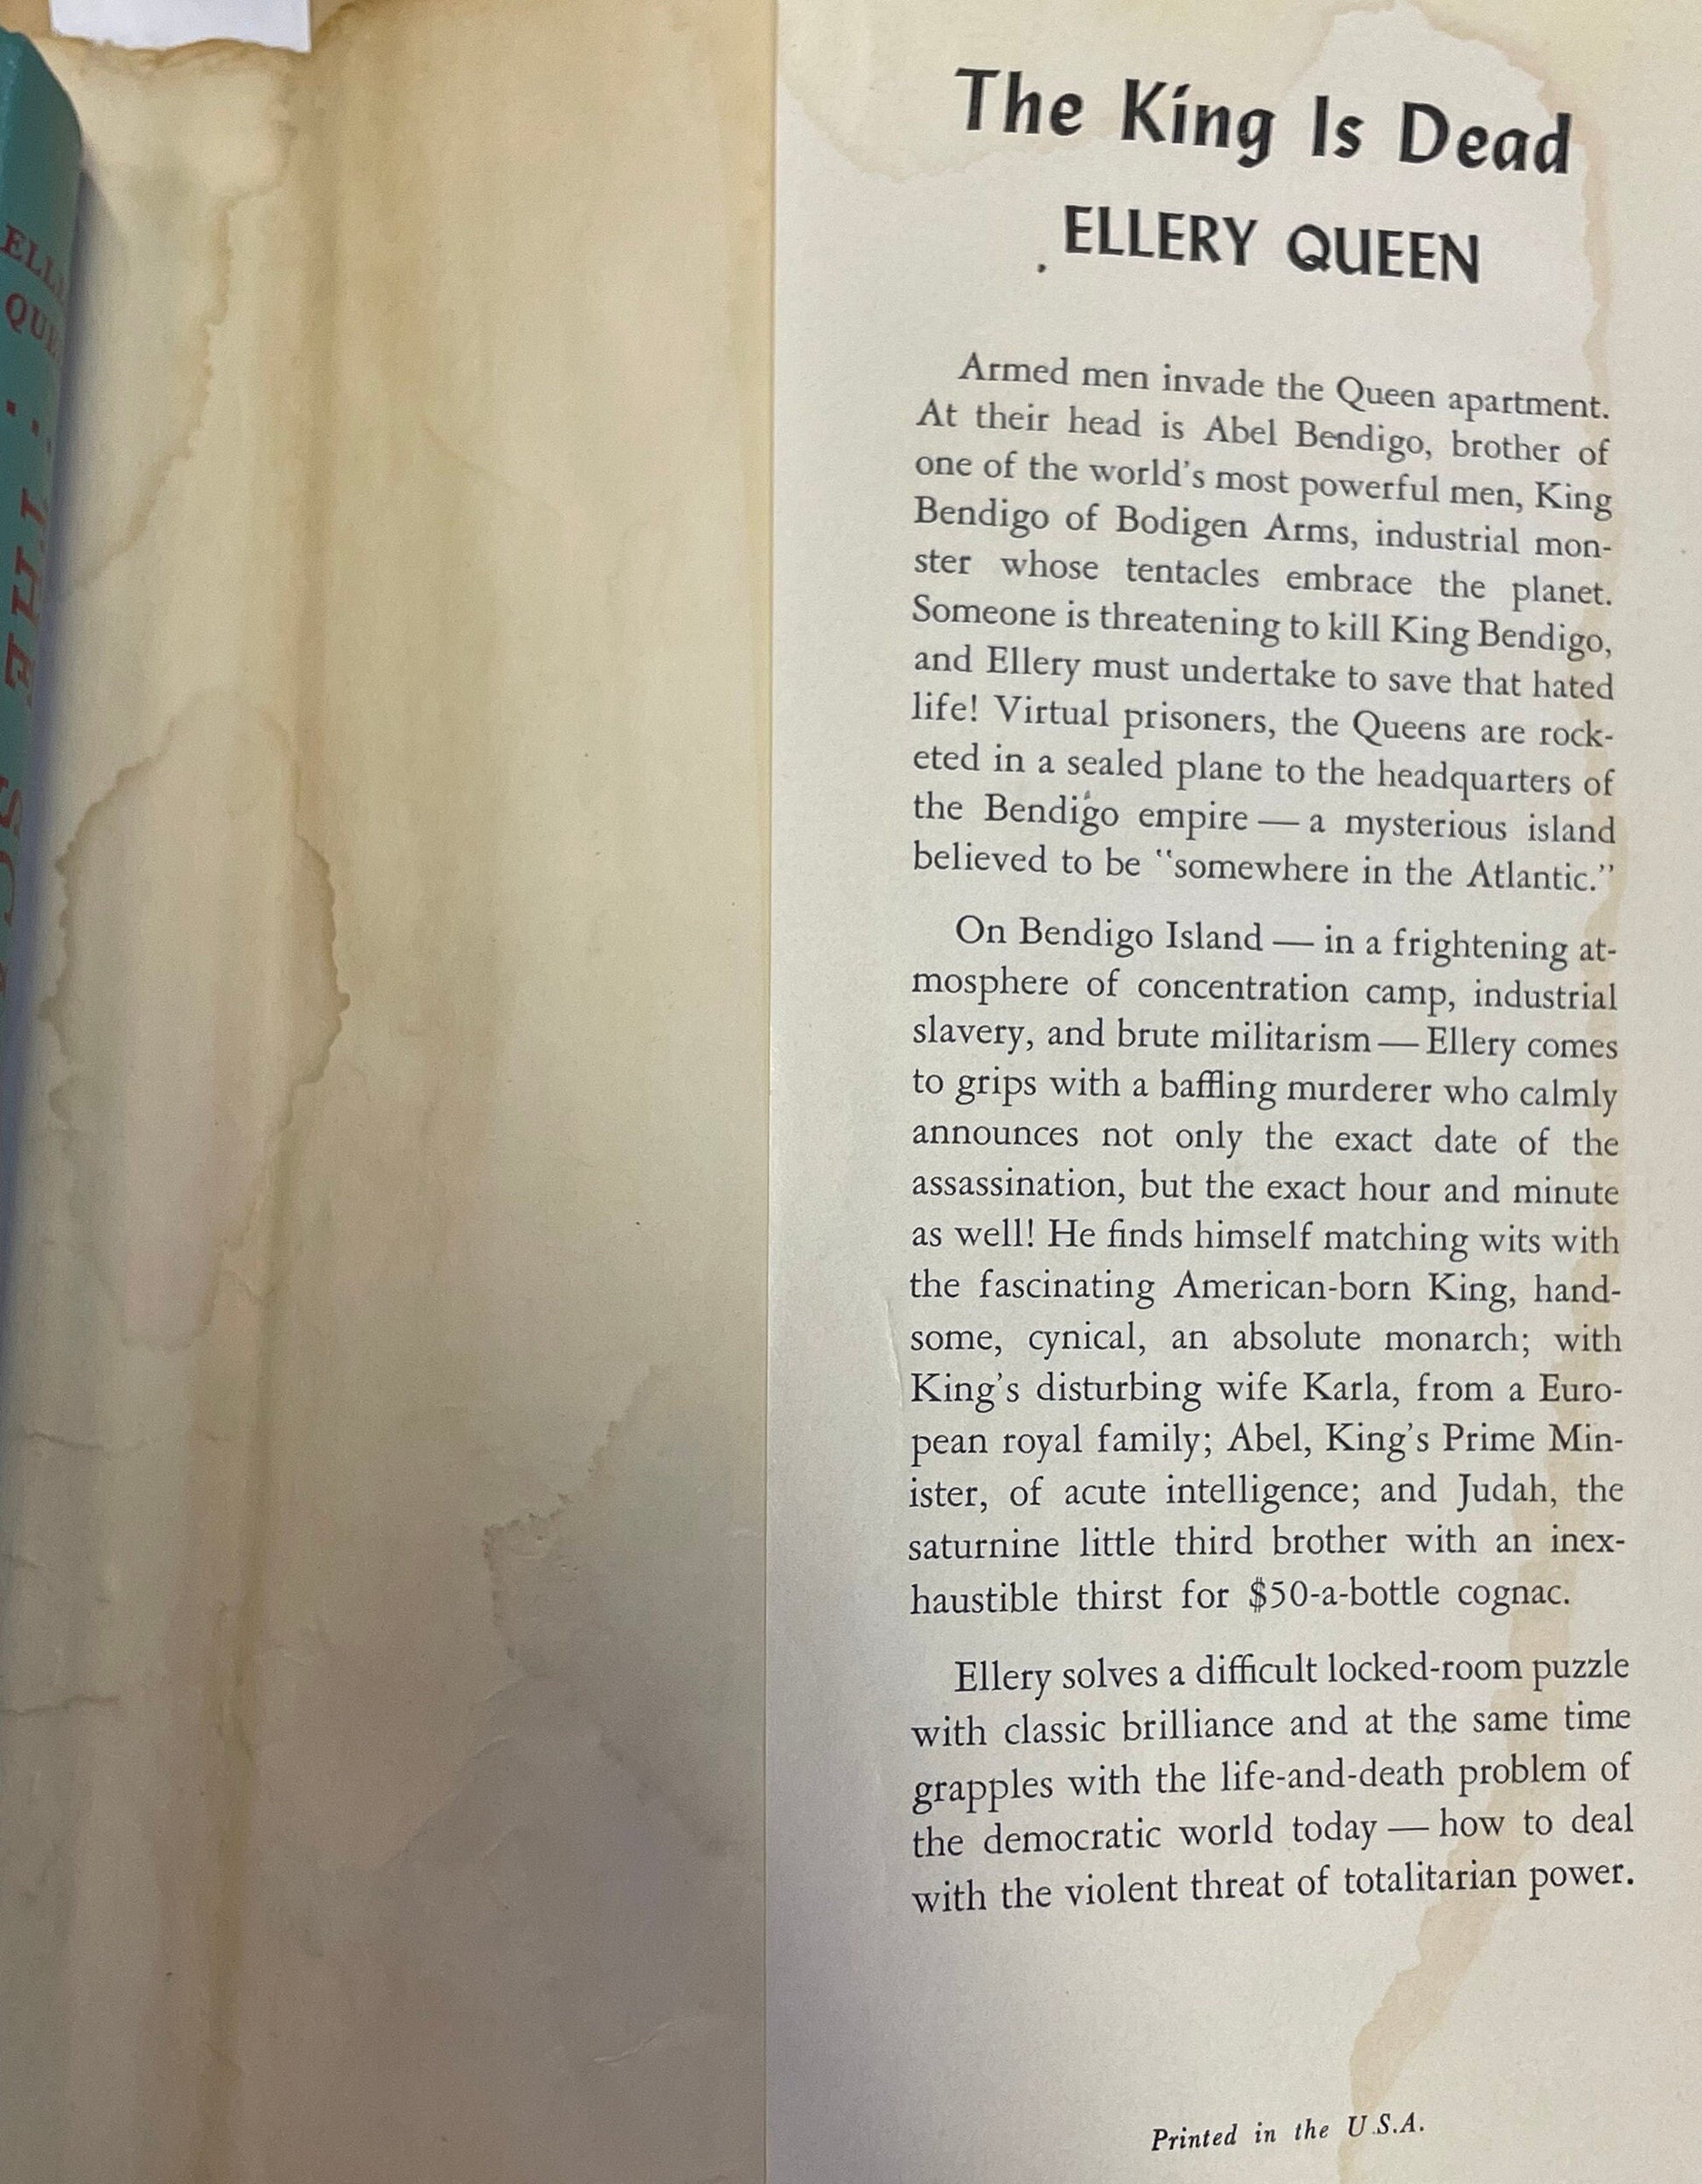 ELLE
QUE
THE
The King Is Dead
ELLERY QUEEN
Armed men invade the Queen apartment.
At their head is Abel Bendigo, brother of
one of the world's most powerful men, King
Bendigo of Bodigen Arms, industrial mon-
ster whose tentacles embrace the planet.
Someone is threatening to kill King Bendigo,
and Ellery must undertake to save that hated
life! Virtual prisoners, the Queens are rock-
eted in a sealed plane to the headquarters of
the Bendigo empire — a mysterious island
believed to be "somewhere in the Atlantic."
On Bendigo Island — in a frightening at-
mosphere of concentration camp, industrial
slavery, and brute militarism — Ellery comes
to grips with a baffling murderer who calmly
announces not only the exact date of the
assassination, but the exact hour and minute
as well! He finds himself matching wits with
the fascinating American-born King, hand-
some, cynical, an absolute monarch; with
King's disturbing wife Karla, from a Euro-
pean royal family; Abel, King's Prime Min-
ister, of acute intelligence; and Judah, the
saturnine little third brother with an inex-
haustible thirst for $50-a-bottle cognac.
Ellery solves a difficult locked-room puzzle
with classic brilliance and at the same time
grapples with the life-and-death problem of
the democratic world today — how to deal
with the violent threat of totalitarian power.
Printed in the U.S.A.